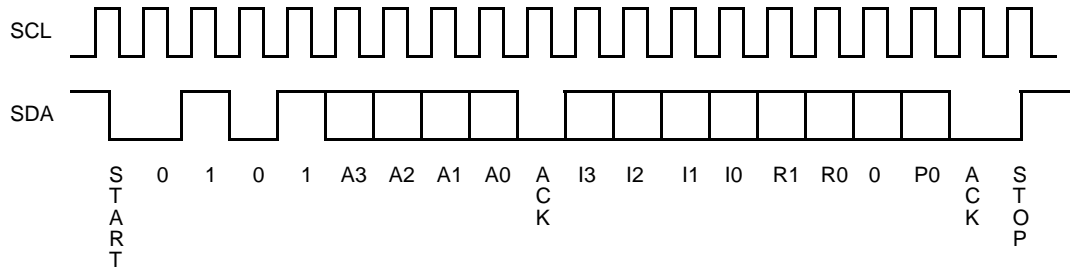 SCL
SDA
START 0 1 0 1 A3 A2 A1 A0 ACK I3 I2 I1 I0 R1 R0 0 P0 ACK STOP